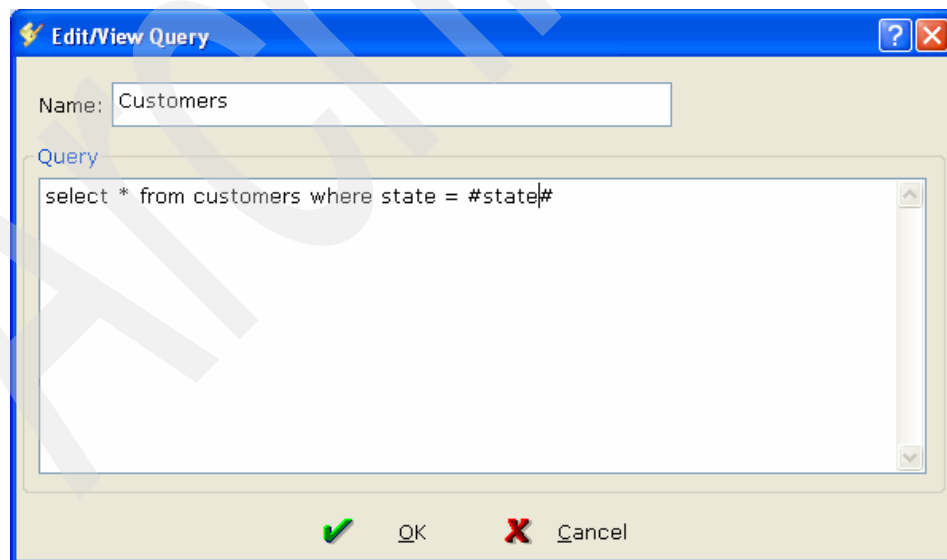 Edit/View Query
Name: Customers
Query
select * from customers where state = #state#
OK Cancel